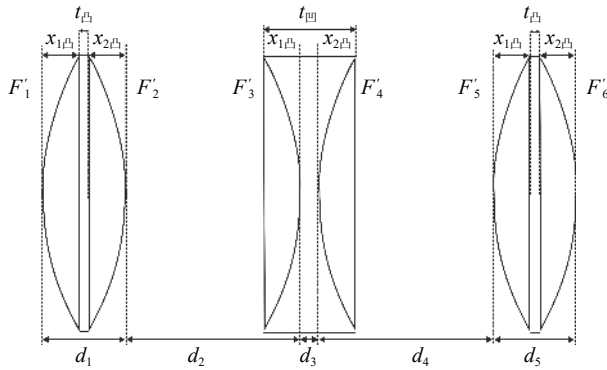 t凸 t凹 t凸
x1凸 x2凸 x1凸 x2凸 x1凸 x2凸
F′1 F′2 F′3 F′4 F′5 F′6
d1 d2 d3 d4 d5